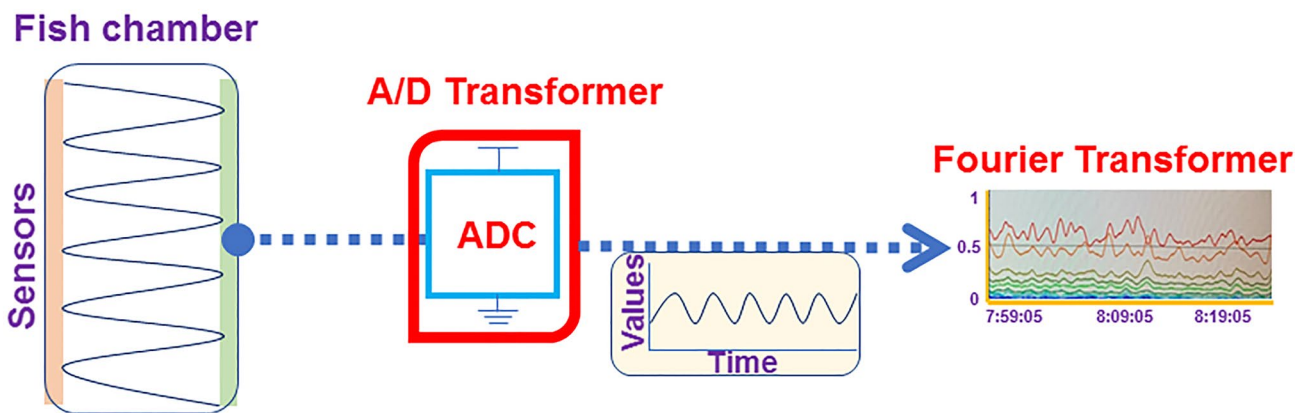 Fish chamber
Sensors
A/D Transformer
ADC
Values
Time
Fourier Transformer
1
0.5
0
7:59:05 8:09:05 8:19:05